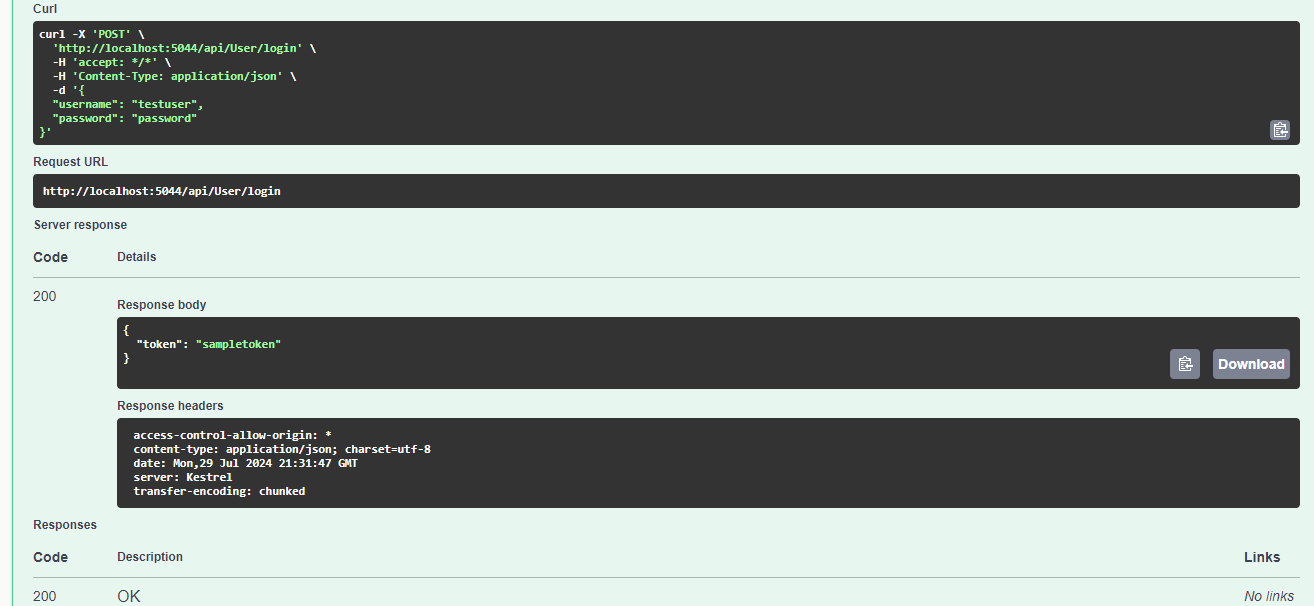 Curl
curl -X 'POST' \
  'http://localhost:5044/api/User/login' \
  -H 'accept: */*' \
  -H 'Content-Type: application/json' \
  -d '{
  "username": "testuser",
  "password": "password"
}'
Request URL
http://localhost:5044/api/User/login
Server response
Code Details
200
Response body
{
  "token": "sampletoken"
}
Download
Response headers
access-control-allow-origin: *
content-type: application/json; charset=utf-8
date: Mon,29 Jul 2024 21:31:47 GMT
server: Kestrel
transfer-encoding: chunked
Responses
Code Description Links
200 OK No links